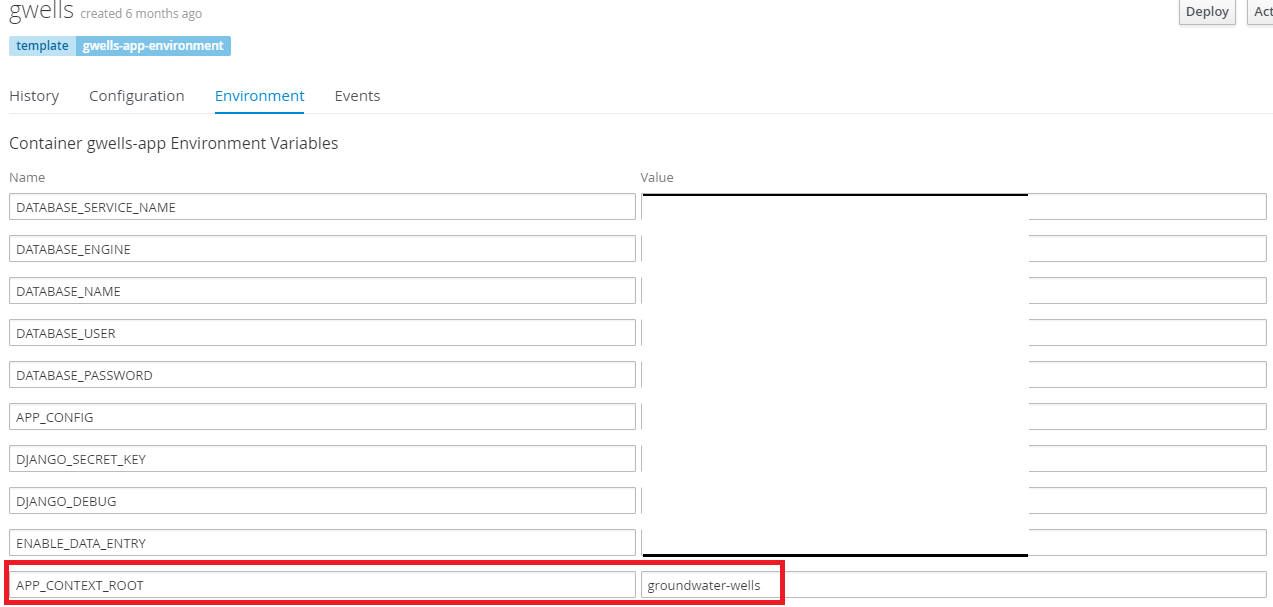 gwells created 6 months ago Deploy Act
template gwells-app-environment
History Configuration Environment Events
Container gwells-app Environment Variables
Name Value
DATABASE_SERVICE_NAME
DATABASE_ENGINE
DATABASE_NAME
DATABASE_USER
DATABASE_PASSWORD
APP_CONFIG
DJANGO_SECRET_KEY
DJANGO_DEBUG
ENABLE_DATA_ENTRY
APP_CONTEXT_ROOT groundwater-wells